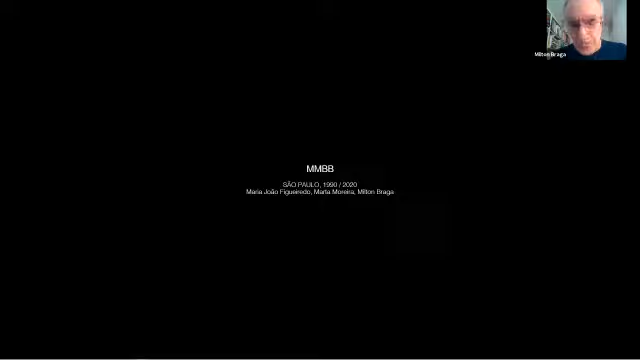 Milton Braga
MMBB
SÃO PAULO, 1990 / 2020
Maria João Figueiredo, Marta Moreira, Milton Braga